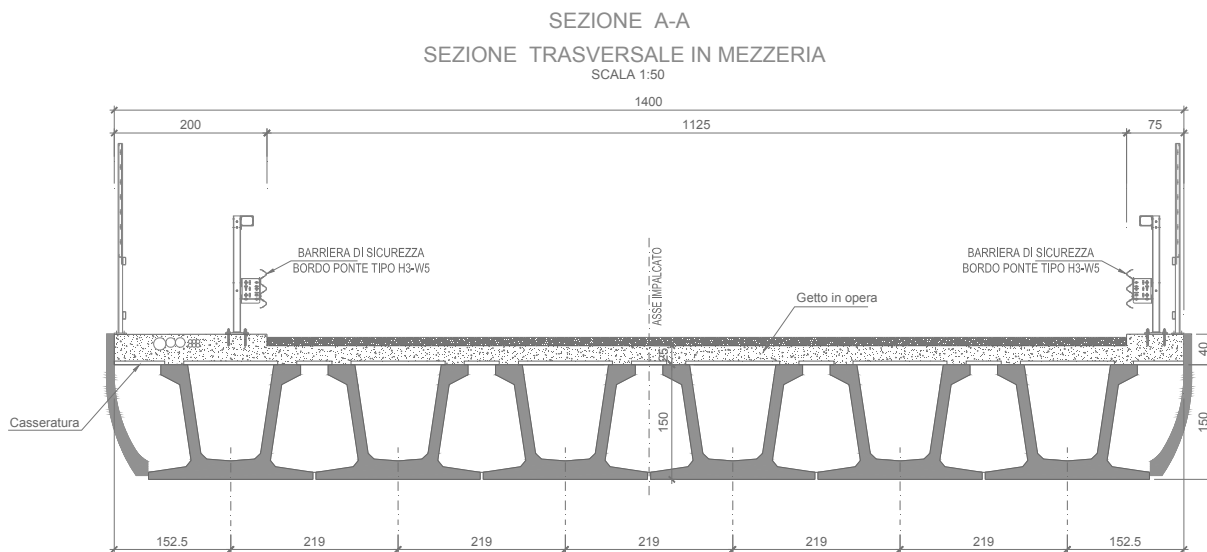 SEZIONE A-A
SEZIONE TRASVERSALE IN MEZZERIA
SCALA 1:50
1400
200
1125
75
BARRIERA DI SICUREZZA
BORDO PONTE TIPO H3-W5
ASSE IMPALCATO
BARRIERA DI SICUREZZA
BORDO PONTE TIPO H3-W5
Getto in opera
25
40
Casseratura
150
150
152.5
219
219
219
219
219
152.5